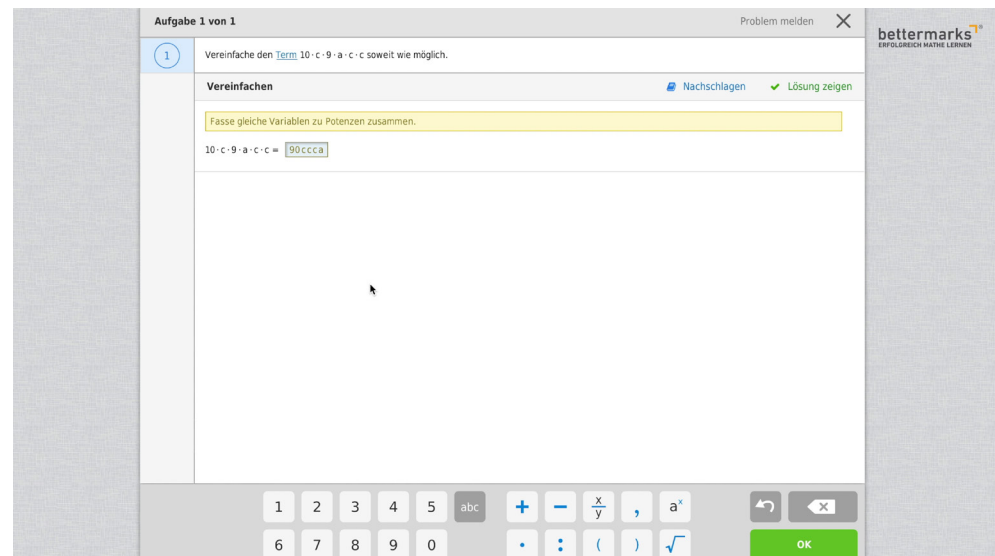 Aufgabe 1 von 1
Problem melden
bettermarks
ERFOLGREICH MATHE LERNEN
1
Vereinfache den Term 10·c·9·a·c·c soweit wie möglich.
Vereinfachen
Nachschlagen
Lösung zeigen
Fasse gleiche Variablen zu Potenzen zusammen.
10·c·9·a·c·c = 90ccca
1 2 3 4 5 abc + − x/y , aˣ
6 7 8 9 0 · : ( ) √ OK